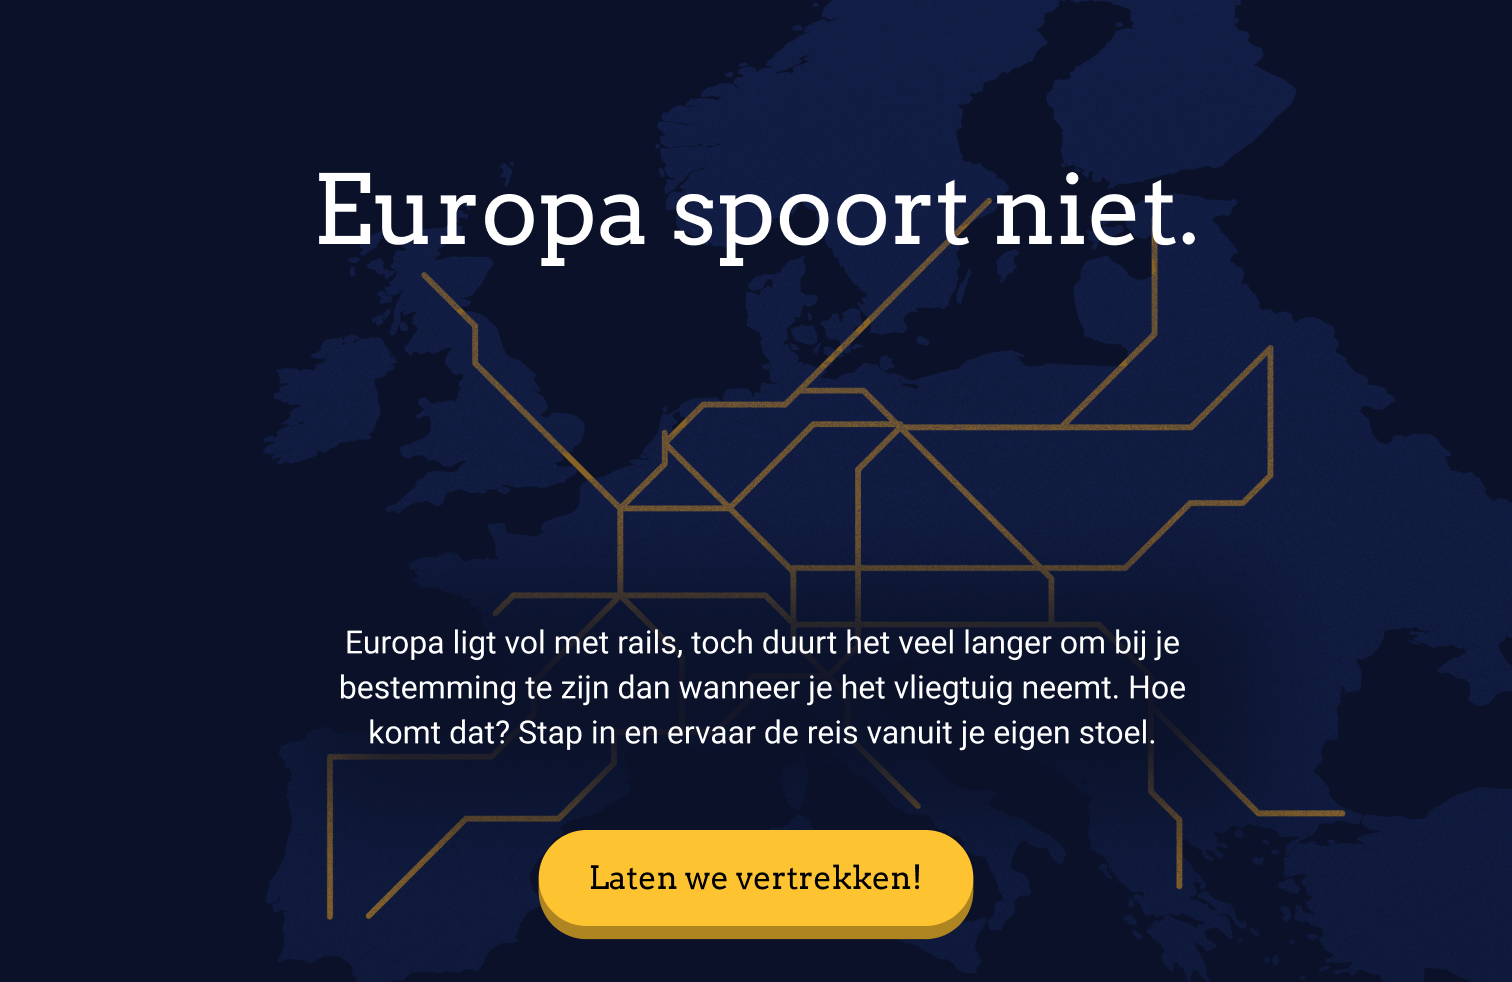 Europa spoort niet.
Europa ligt vol met rails, toch duurt het veel langer om bij je
bestemming te zijn dan wanneer je het vliegtuig neemt. Hoe
komt dat? Stap in en ervaar de reis vanuit je eigen stoel.
Laten we vertrekken!